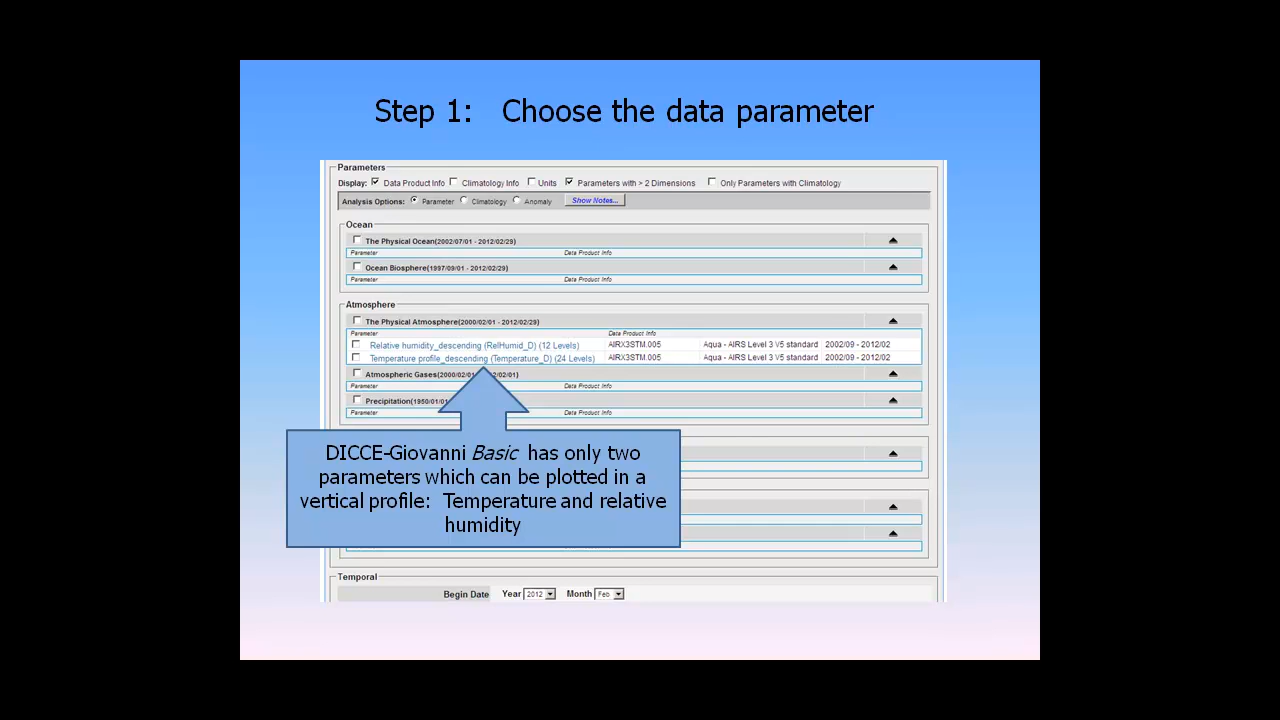 Step 1: Choose the data parameter
Parameters
Display: Data Product Info Climatology Info Units Parameters with > 2 Dimensions Only Parameters with Climatology
Analysis Options: Parameter Climatology Anomaly Show Notes...
Ocean
The Physical Ocean(2002/07/01 - 2012/02/29)
Parameter Data Product Info
Ocean Biosphere(1997/09/01 - 2012/02/29)
Parameter Data Product Info
Atmosphere
The Physical Atmosphere(2000/02/01 - 2012/02/29)
Parameter Data Product Info
Relative humidity_descending (RelHumid_D) (12 Levels) AIRX3STM.005 Aqua - AIRS Level 3 V5 standard 2002/09 - 2012/02
Temperature profile_descending (Temperature_D) (24 Levels) AIRX3STM.005 Aqua - AIRS Level 3 V5 standard 2002/09 - 2012/02
Atmospheric Gases(2000/02/01 02/01)
Parameter Data Product Info
Precipitation(1950/01/01
Parameter Data Product Info
DICCE-Giovanni Basic has only two
parameters which can be plotted in a
vertical profile: Temperature and relative
humidity
Temporal
Begin Date Year 2012 Month Feb